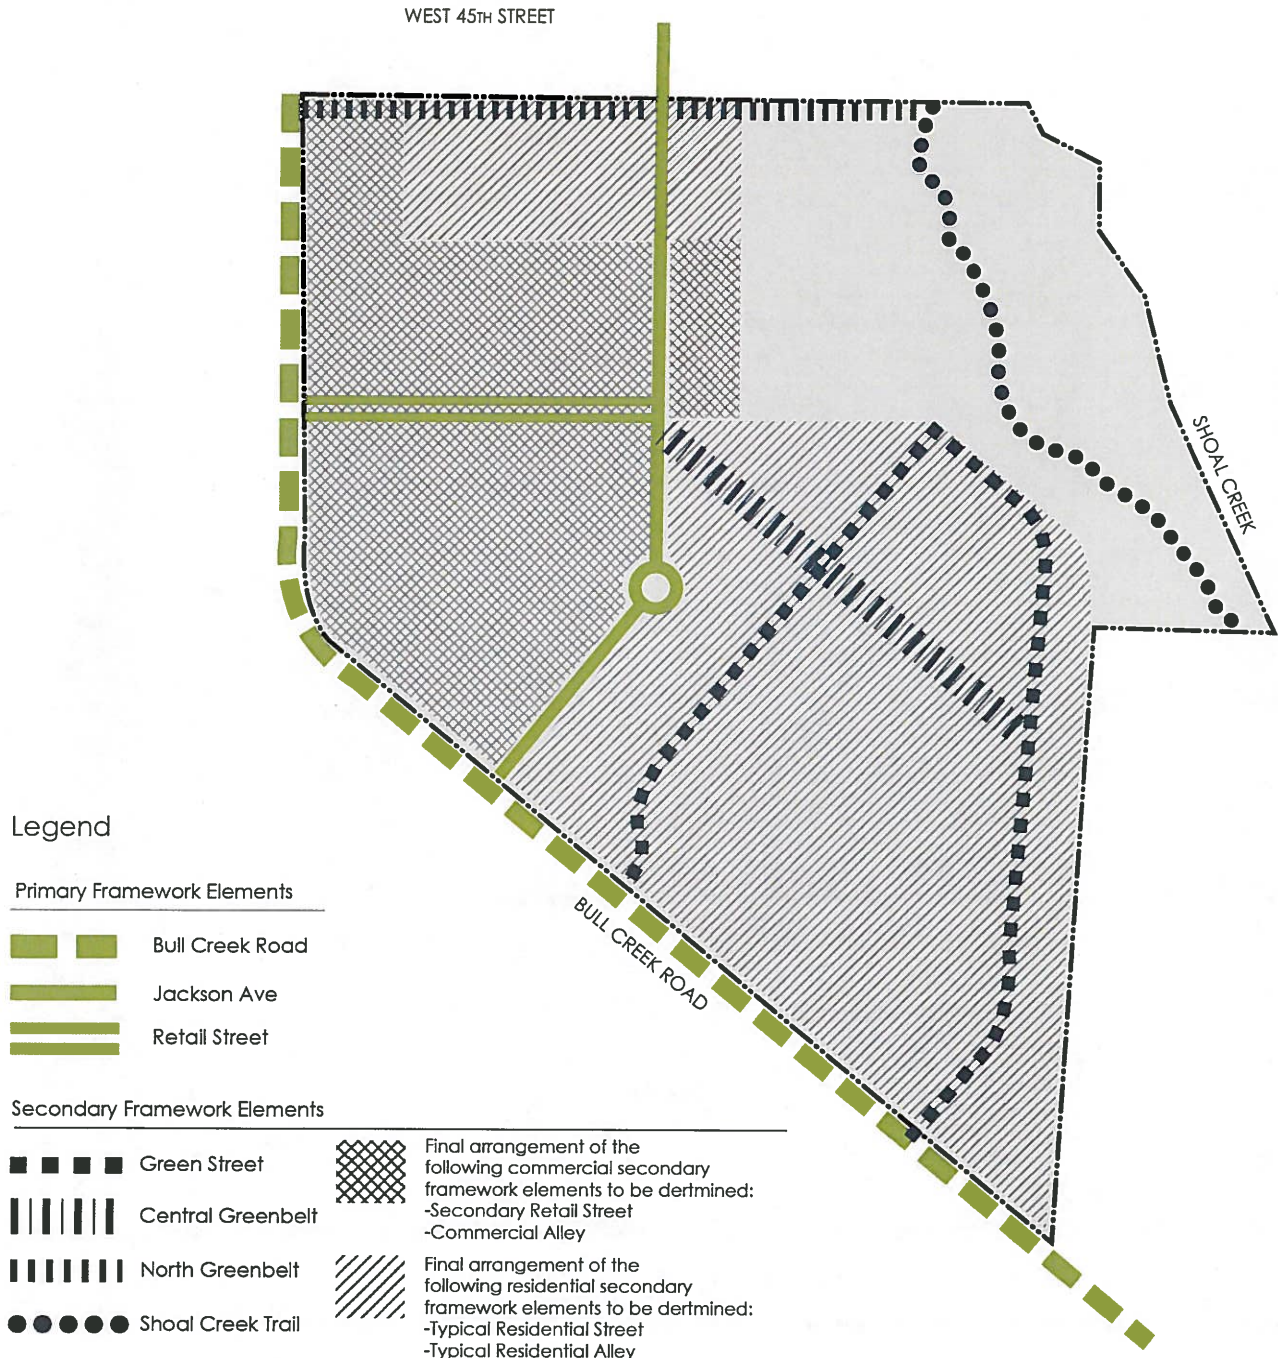 WEST 45TH STREET
SHOAL CREEK
BULL CREEK ROAD
Legend
Primary Framework Elements
Bull Creek Road
Jackson Ave
Retail Street
Secondary Framework Elements
Green Street
Central Greenbelt
North Greenbelt
Shoal Creek Trail
Final arrangement of the
following commercial secondary
framework elements to be dertmined:
-Secondary Retail Street
-Commercial Alley
Final arrangement of the
following residential secondary
framework elements to be dertmined:
-Typical Residential Street
-Typical Residential Alley